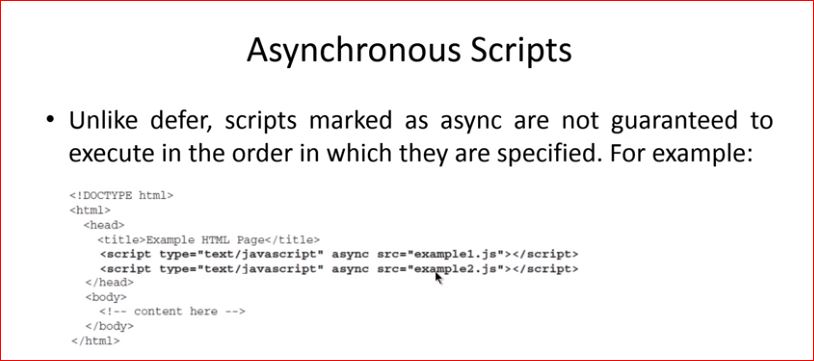 Asynchronous Scripts
• Unlike defer, scripts marked as async are not guaranteed to
execute in the order in which they are specified. For example:
<!DOCTYPE html>
<html>
<head>
<title>Example HTML Page</title>
<script type="text/javascript" async src="example1.js"></script>
<script type="text/javascript" async src="example2.js"></script>
</head>
<body>
<!-- content here -->
</body>
</html>